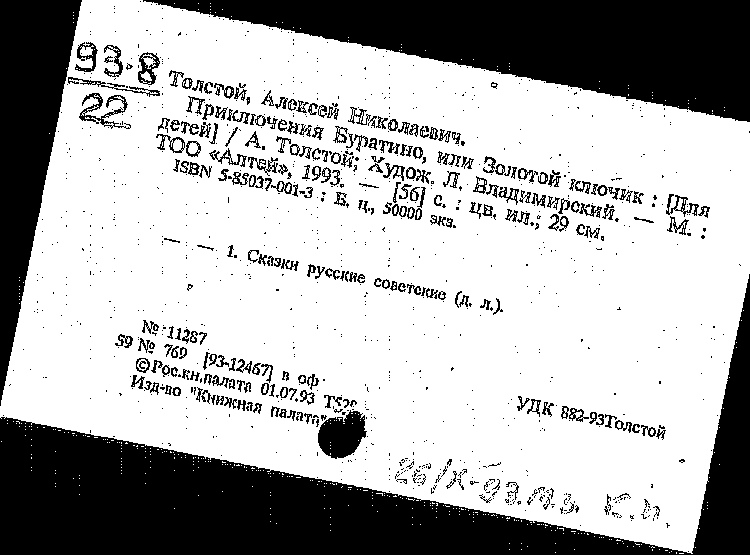 93-8
22
Толстой, Алексей Николаевич.
Приключения Буратино, или Золотой ключик : [Для
детей] / А. Толстой; Худож. Л. Владимирский. — М. :
ТОО «Алтей», 1993. — [56] с. : цв. ил.; 29 см.
ISBN 5-85037-001-3 : Б. ц., 50000 экз.
— — 1. Сказки русские советские (д. л.).
№ 11287
59 № 769 [93-12467] в оф
©Рос.кн.палата 01.07.93
Изд-во "Книжная палата"
УДК 882-93Толстой